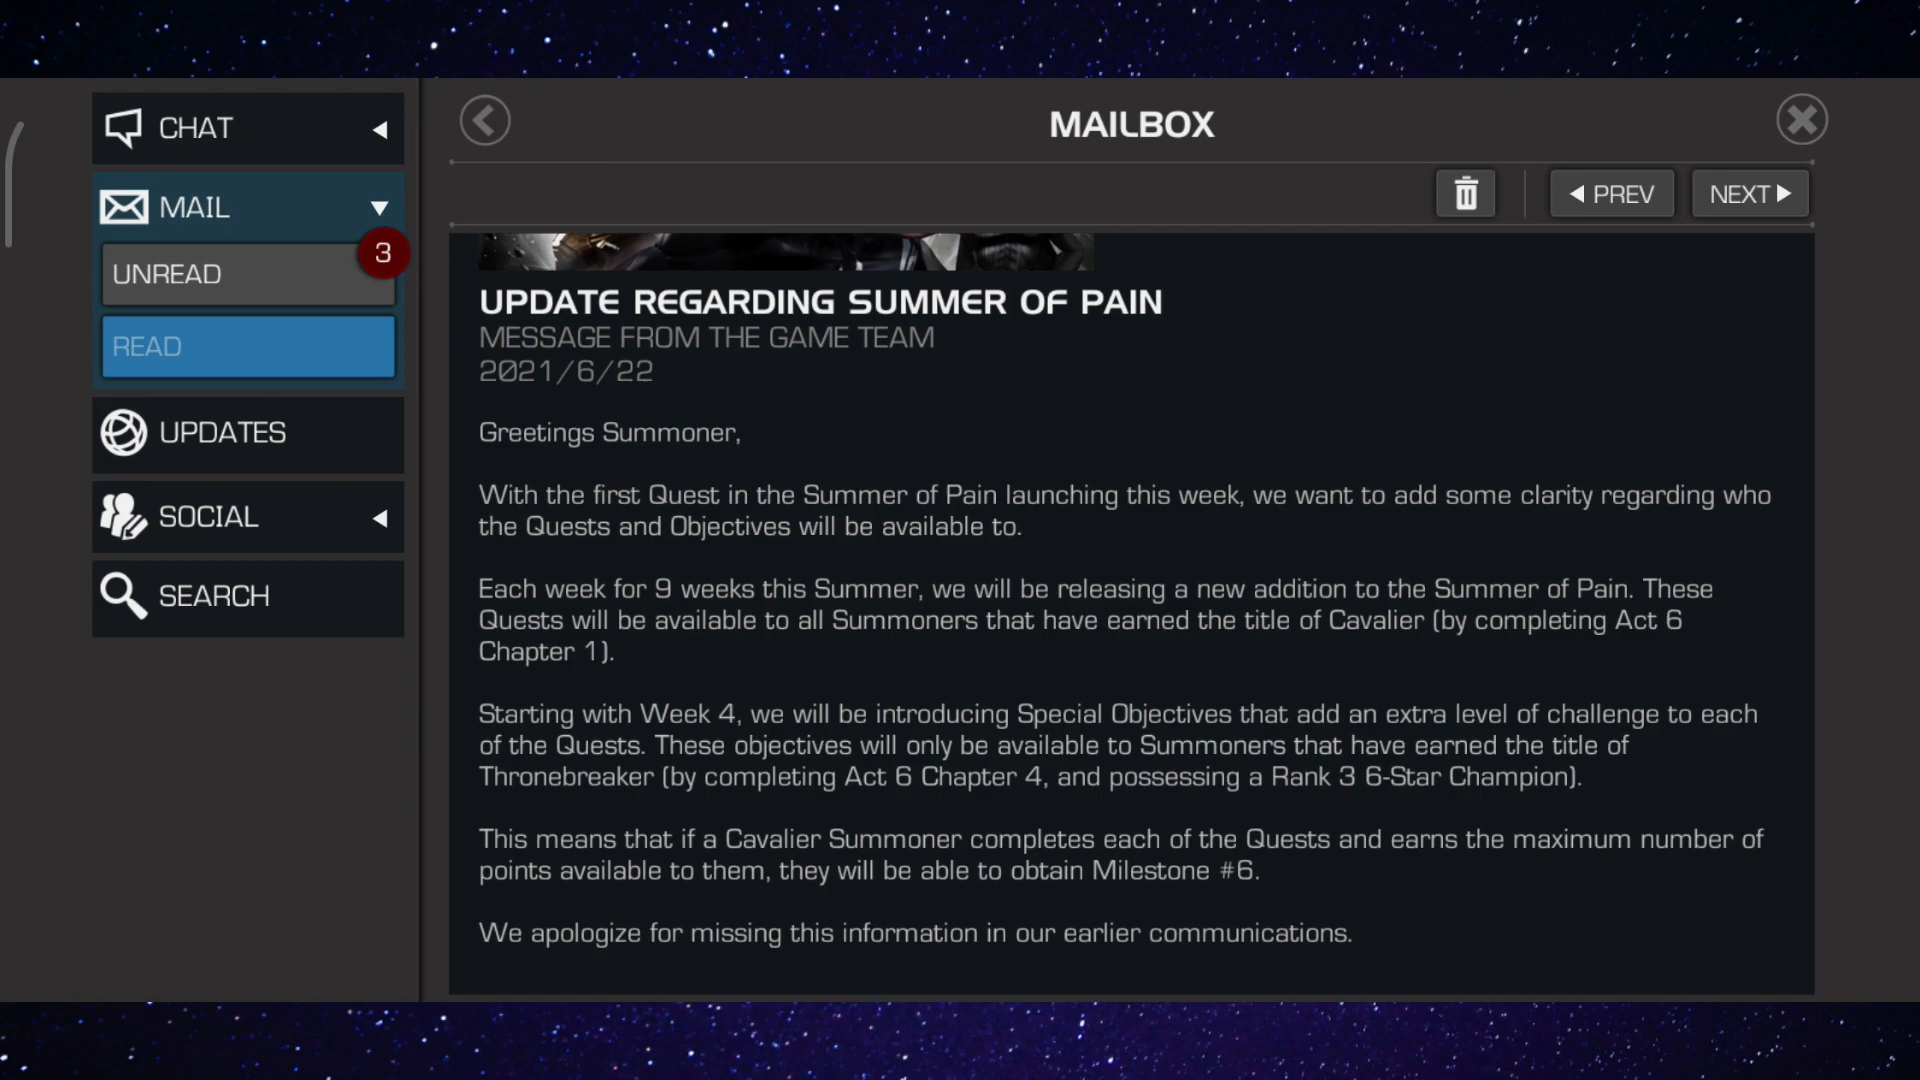 CHAT
MAIL
3
UNREAD
READ
UPDATES
SOCIAL
SEARCH
MAILBOX
PREV
NEXT
UPDATE REGARDING SUMMER OF PAIN
MESSAGE FROM THE GAME TEAM
2021/6/22
Greetings Summoner,
With the first Quest in the Summer of Pain launching this week, we want to add some clarity regarding who
the Quests and Objectives will be available to.
Each week for 9 weeks this Summer, we will be releasing a new addition to the Summer of Pain. These
Quests will be available to all Summoners that have earned the title of Cavalier (by completing Act 6
Chapter 1).
Starting with Week 4, we will be introducing Special Objectives that add an extra level of challenge to each
of the Quests. These objectives will only be available to Summoners that have earned the title of
Thronebreaker (by completing Act 6 Chapter 4, and possessing a Rank 3 6-Star Champion).
This means that if a Cavalier Summoner completes each of the Quests and earns the maximum number of
points available to them, they will be able to obtain Milestone #6.
We apologize for missing this information in our earlier communications.